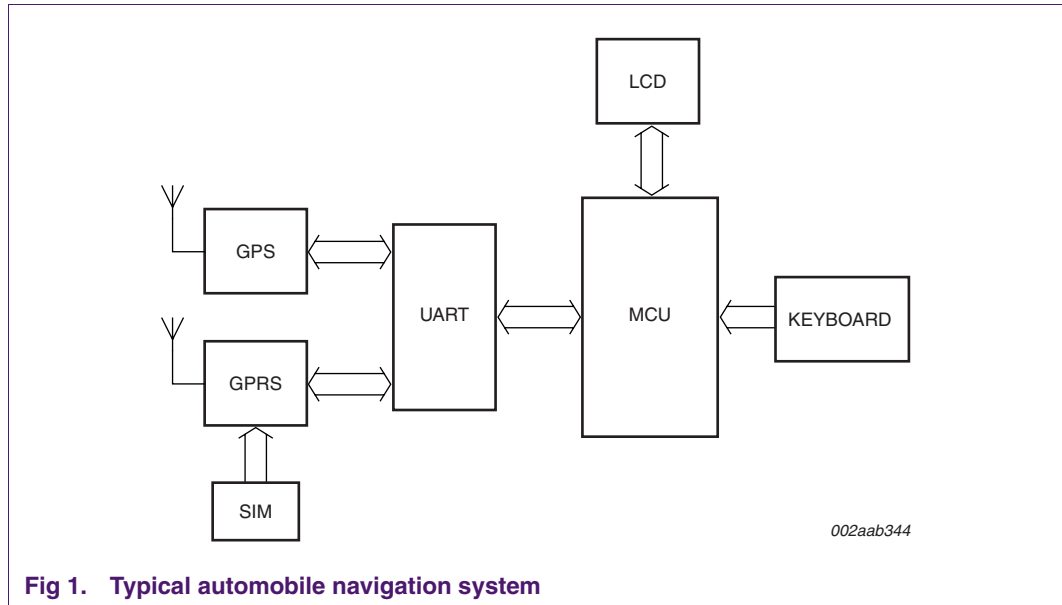 LCD
GPS
UART
MCU
KEYBOARD
GPRS
SIM
002aab344
Fig 1. Typical automobile navigation system